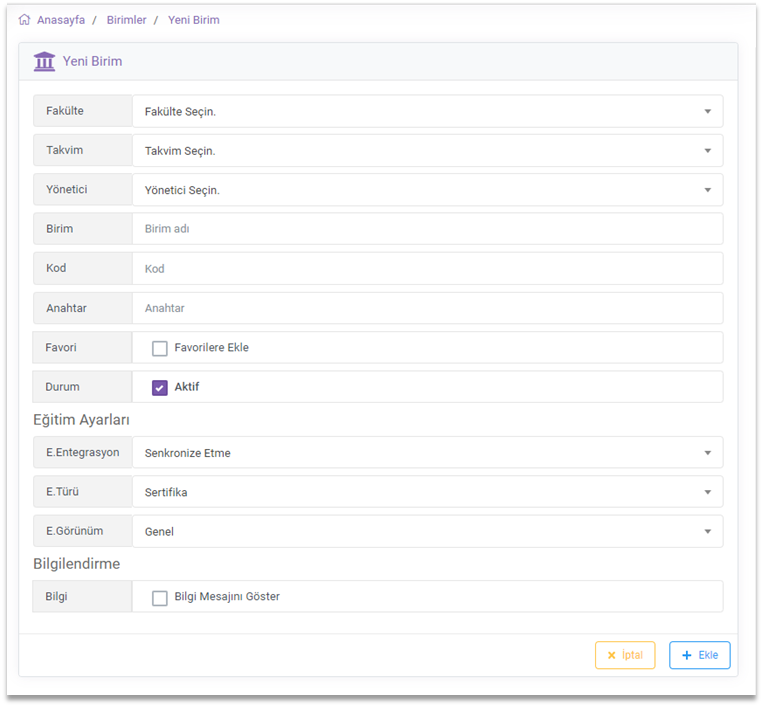 Anasayfa / Birimler / Yeni Birim
Yeni Birim
Fakülte Fakülte Seçin.
Takvim Takvim Seçin.
Yönetici Yönetici Seçin.
Birim Birim adı
Kod Kod
Anahtar Anahtar
Favori Favorilere Ekle
Durum Aktif
Eğitim Ayarları
E.Entegrasyon Senkronize Etme
E.Türü Sertifika
E.Görünüm Genel
Bilgilendirme
Bilgi Bilgi Mesajını Göster
İptal Ekle